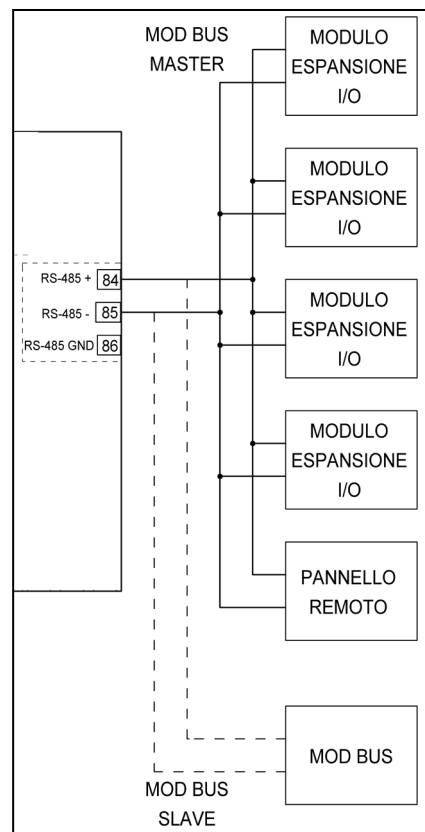 MOD BUS
MASTER
MODULO
ESPANSIONE
I/O
MODULO
ESPANSIONE
I/O
RS-485 + 84
RS-485 - 85
RS-485 GND 86
MODULO
ESPANSIONE
I/O
MODULO
ESPANSIONE
I/O
PANNELLO
REMOTO
MOD BUS
MOD BUS
SLAVE